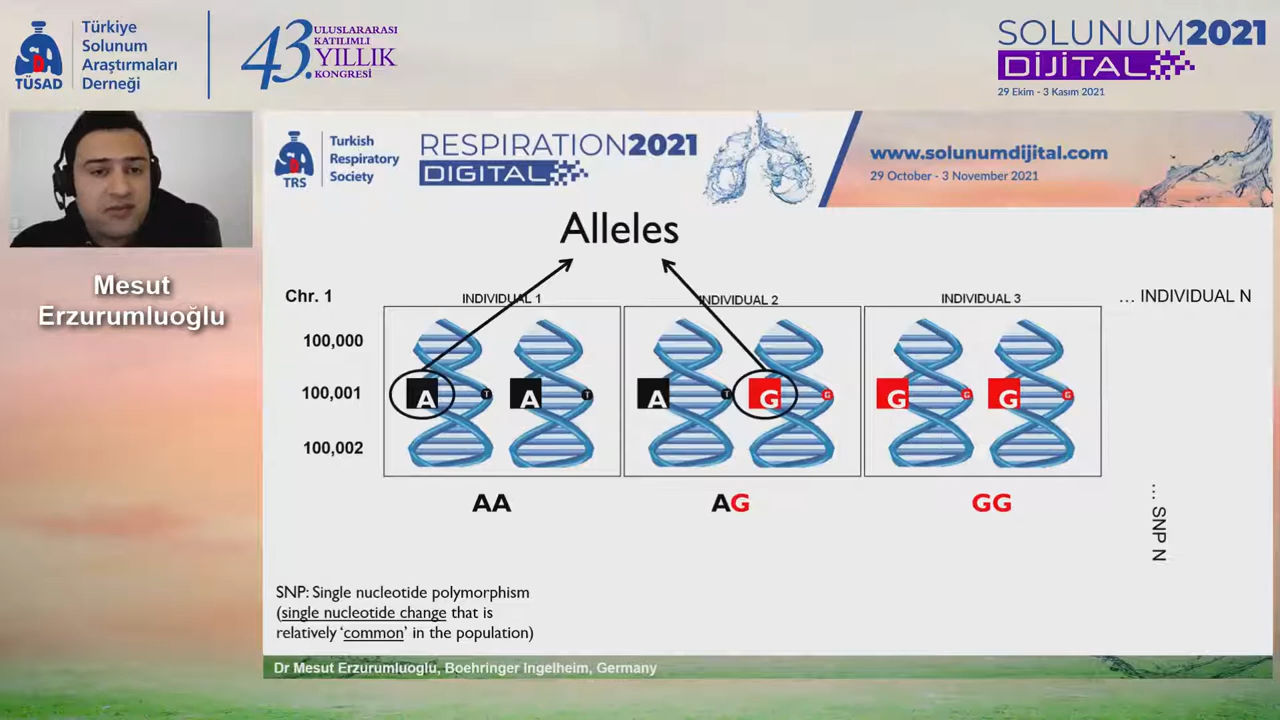 TÜSAD
Türkiye
Solunum
Araştırmaları
Derneği
43.
ULUSLARARASI
KATILIMLI
YILLIK
KONGRESİ
SOLUNUM2021
DİJİTAL
29 Ekim - 3 Kasım 2021
TRS
Turkish
Respiratory
Society
RESPIRATION2021
DIGITAL
www.solunumdijital.com
29 October - 3 November 2021
Mesut
Erzurumluoğlu
Alleles
Chr. 1
INDIVIDUAL 1
INDIVIDUAL 2
INDIVIDUAL 3
... INDIVIDUAL N
100,000
100,001
A T A T A T G G G G G G
100,002
AA
AG
GG
... SNP N
SNP: Single nucleotide polymorphism
(single nucleotide change that is
relatively ‘common’ in the population)
Dr Mesut Erzurumluoglu, Boehringer Ingelheim, Germany